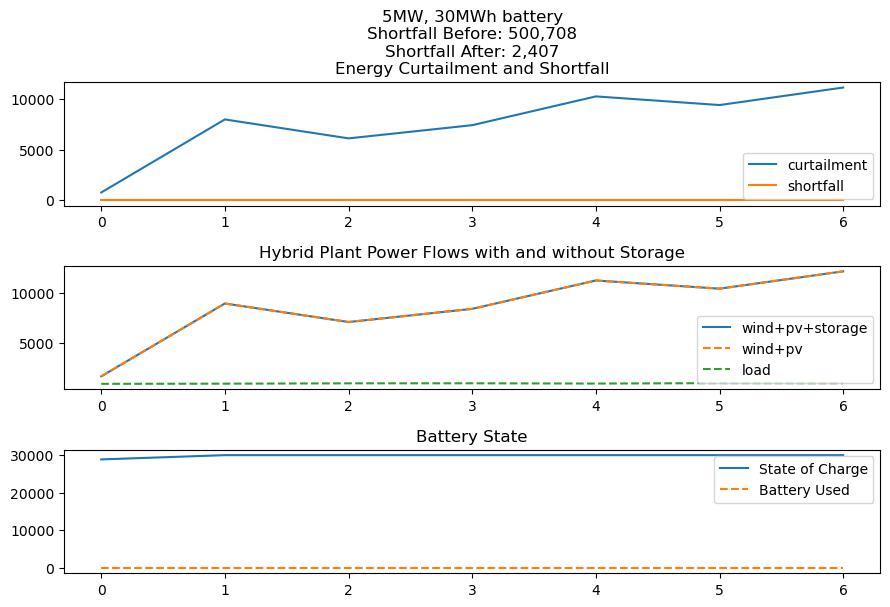 5MW, 30MWh battery
Shortfall Before: 500,708
Shortfall After: 2,407
Energy Curtailment and Shortfall
10000
5000
0
curtailment
shortfall
0 1 2 3 4 5 6
Hybrid Plant Power Flows with and without Storage
10000
5000
wind+pv+storage
wind+pv
load
0 1 2 3 4 5 6
Battery State
30000
20000
10000
0
State of Charge
Battery Used
0 1 2 3 4 5 6